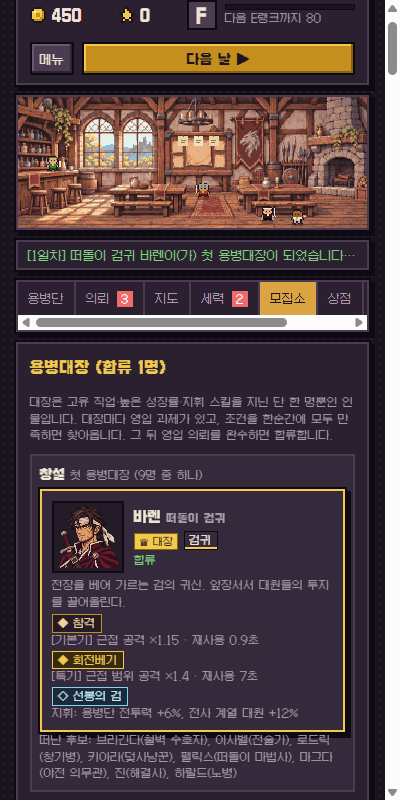 450
0
F
다음 E랭크까지 80
메뉴
다음 날 ▶
[1일차] 떠돌이 검귀 바렌이(가) 첫 용병대장이 되었습니다…
용병단
의뢰 3
지도
세력 2
모집소
상점
용병대장 (합류 1명)
대장은 고유 직업·높은 성장률·지휘 스킬을 지닌 단 한 명뿐인 인
물입니다. 대장마다 영입 과제가 있고, 조건을 한순간에 모두 만
족하면 찾아옵니다. 그 뒤 영입 의뢰를 완수하면 합류합니다.
창설 첫 용병대장 (9명 중 하나)
바렌 떠돌이 검귀
♛ 대장 검귀
합류
전장을 베어 가르는 검의 귀신. 앞장서서 대원들의 투지
를 끌어올린다.
◆ 참격
[기본기] 근접 공격 ×1.15 · 재사용 0.9초
◆ 회전베기
[특기] 근접 범위 공격 ×1.4 · 재사용 7초
◇ 선봉의 검
지휘: 용병단 전투력 +6%, 전사 계열 대원 +12%
떠난 후보: 브리긴다(철벽 수호자), 이사벨(전술가), 로드릭
(창기병), 키아라(덫사냥꾼), 펠릭스(떠돌이 마법사), 마그다
(야전 의무관), 진(해결사), 하랄드(노병)